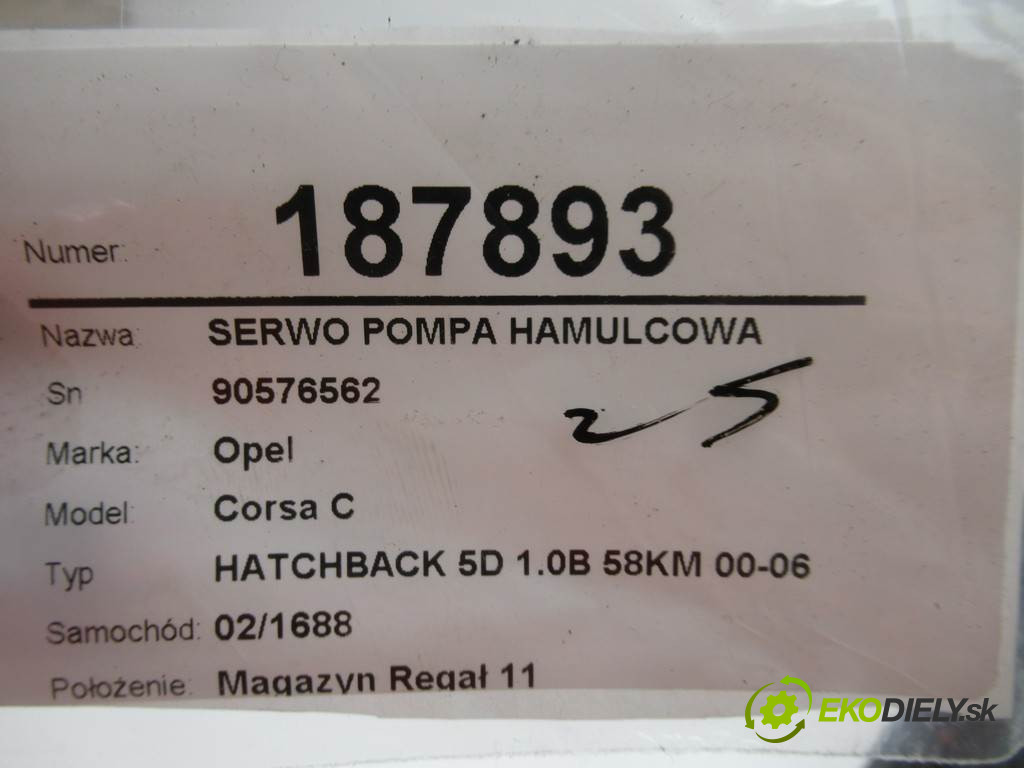 Numer: 187893
Nazwa: SERWO POMPA HAMULCOWA
Sn 90576562
25
Marka: Opel
Model: Corsa C
Typ HATCHBACK 5D 1.0B 58KM 00-06
Samochód: 02/1688
Położenie: Magazyn Regał 11
EKODIELY.sk